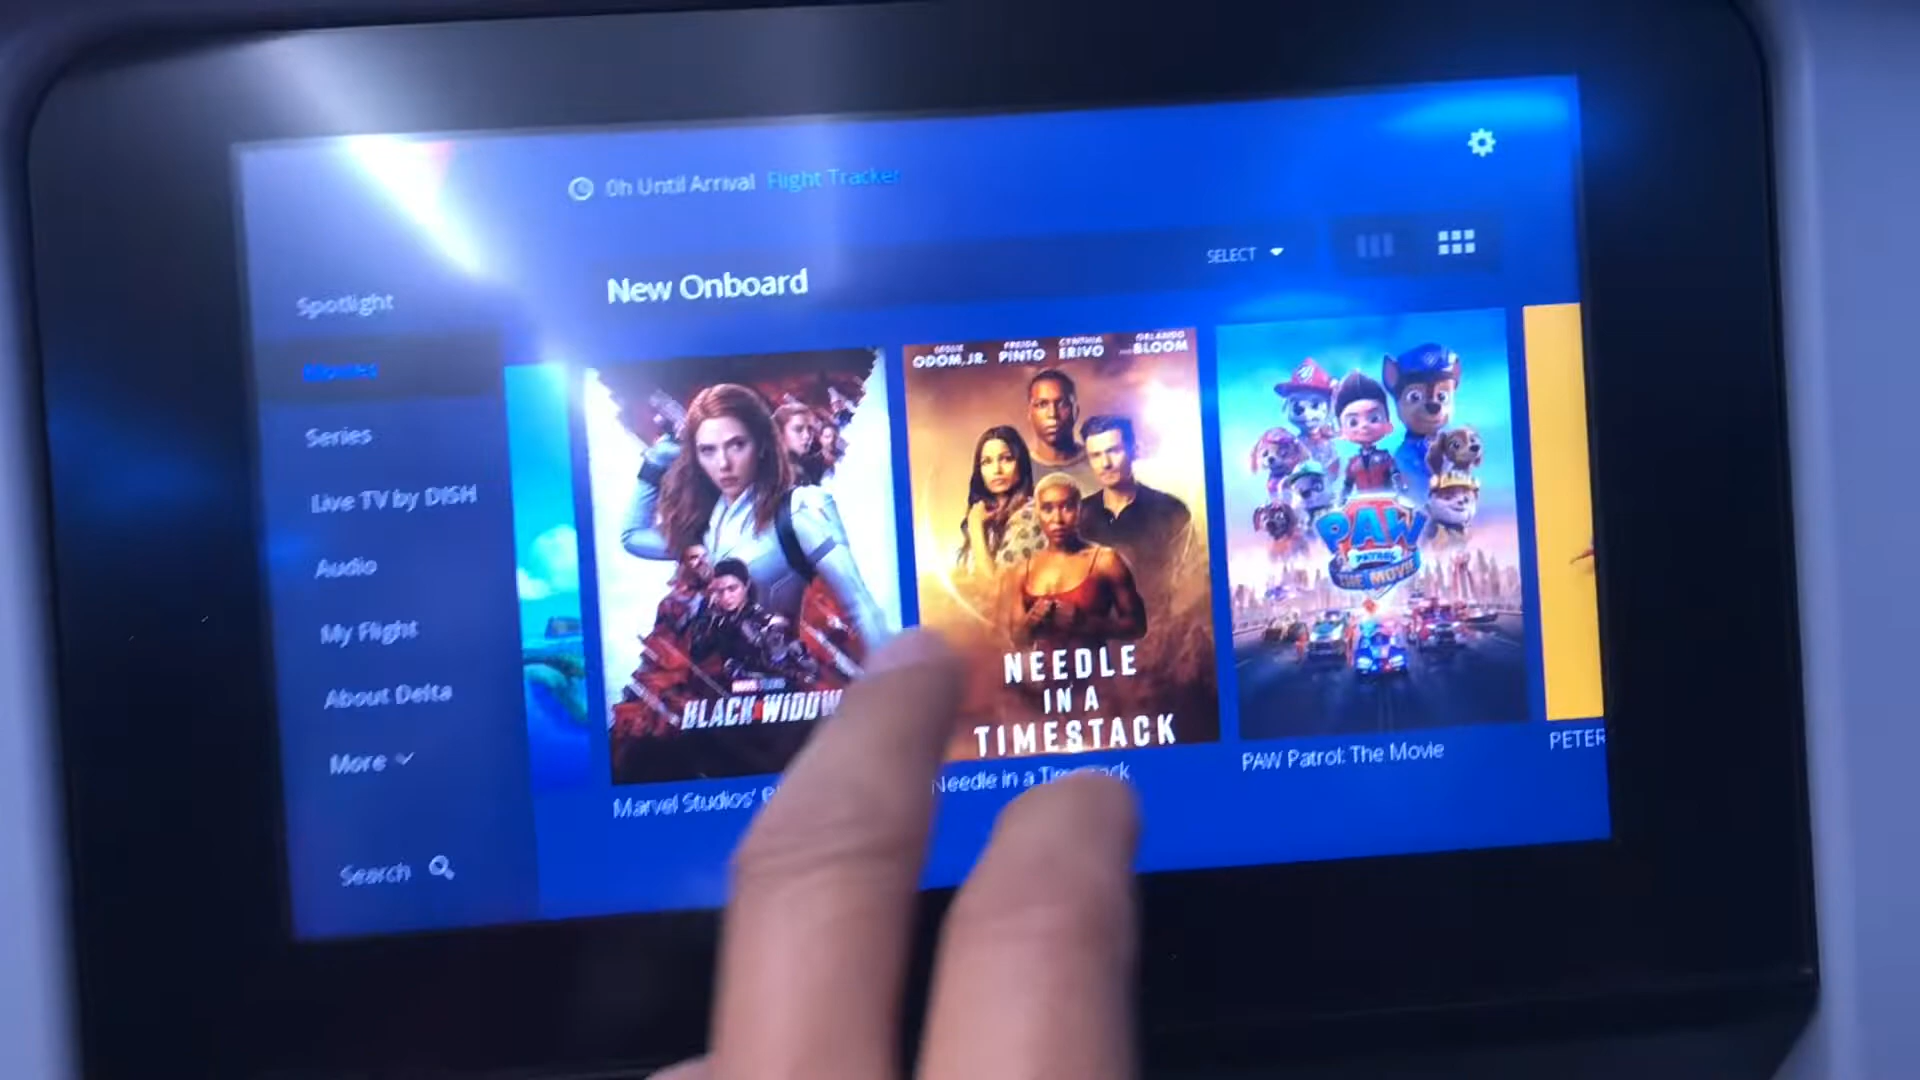 0h Until Arrival Flight Tracker
New Onboard
SELECT
Spotlight
Movies
Series
Live TV by DISH
Audio
My Flight
About Delta
More
Search
BLACK WIDOW
Marvel Studios'
LESLIE ODOM, JR.
FREIDA PINTO
CYNTHIA ERIVO
AND ORLANDO BLOOM
NEEDLE
IN A
TIMESTACK
Needle in a Timestack
PAW
PATROL
THE MOVIE
PAW Patrol: The Movie
PETER